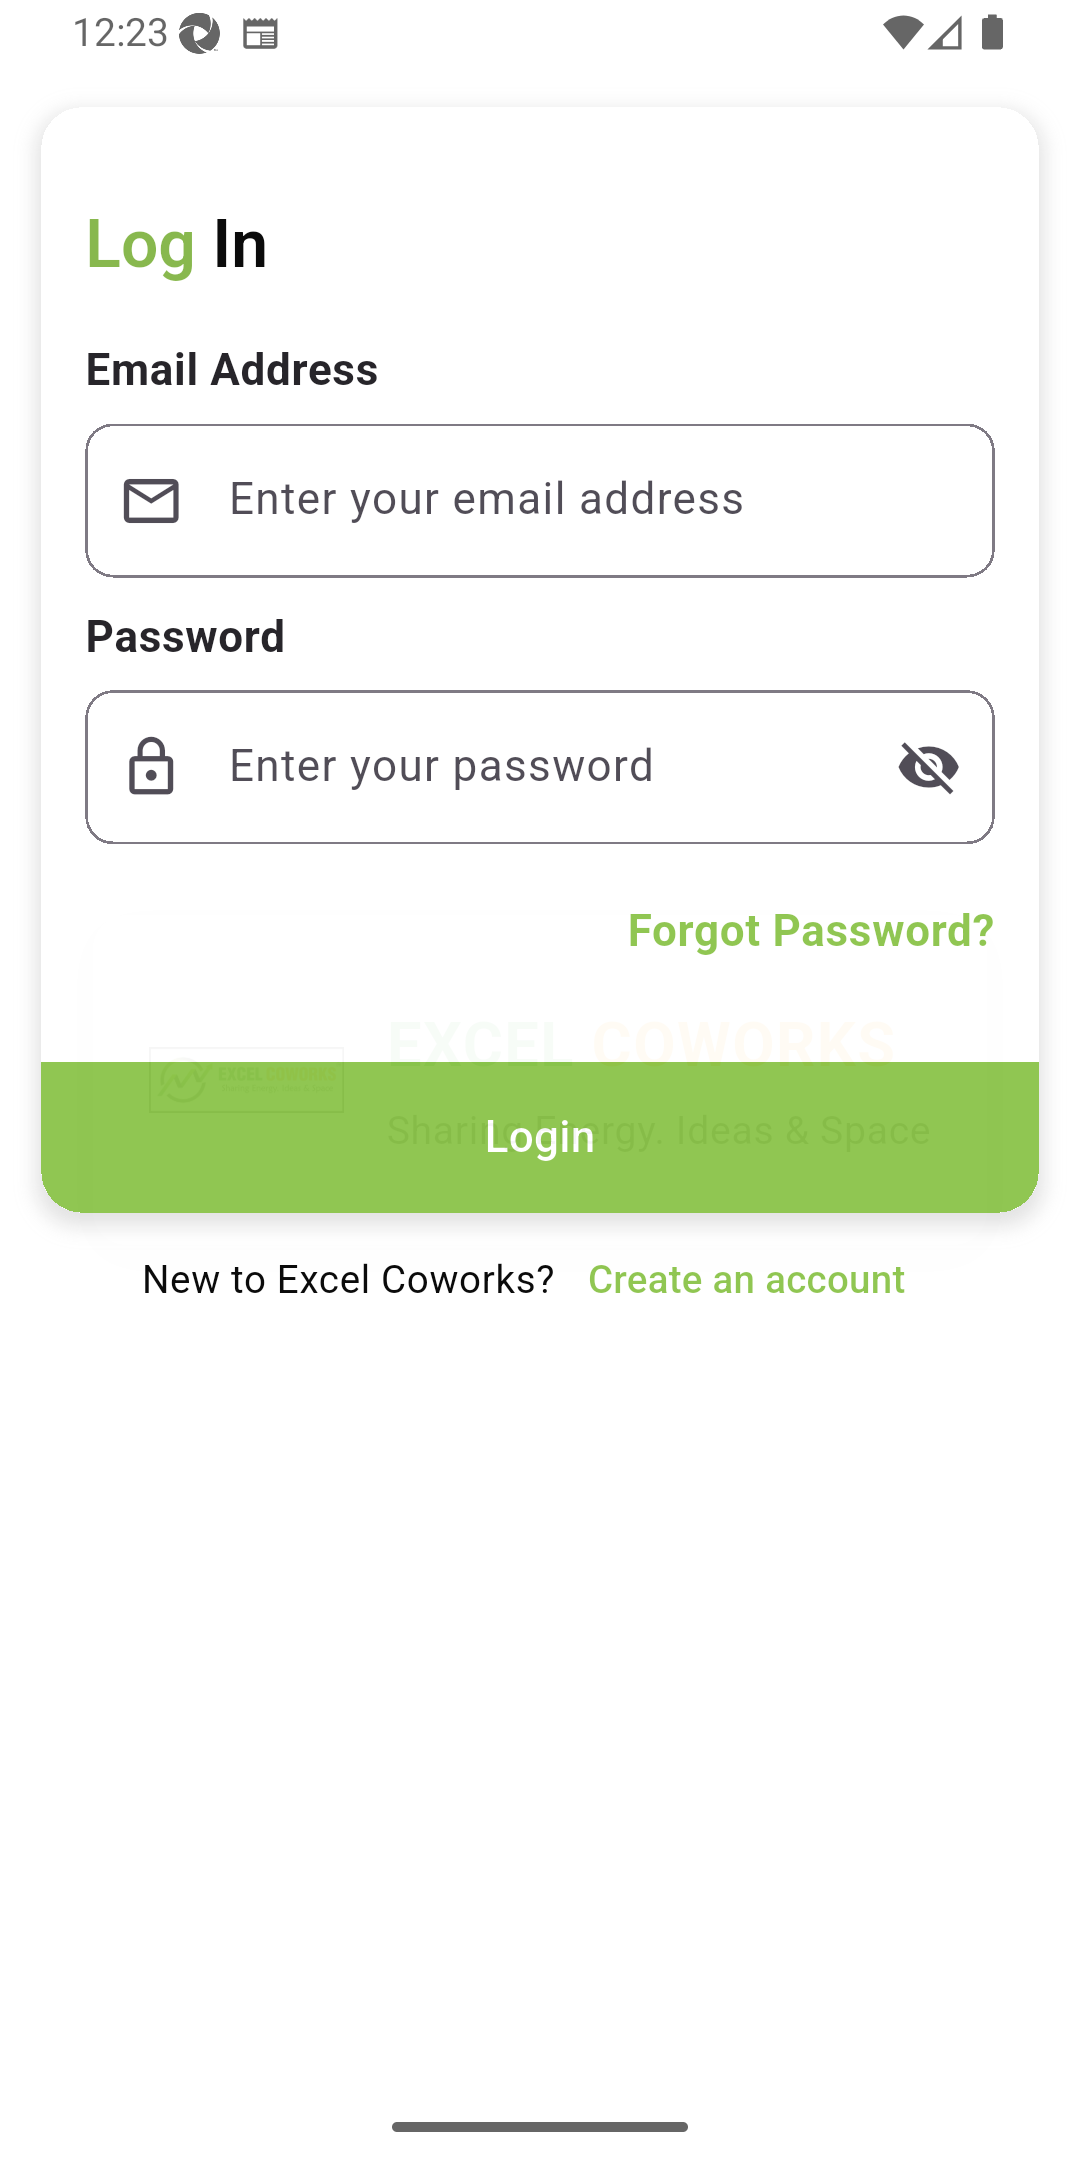 12:23
Log In
Email Address
Enter your email address
Password
Enter your password
Forgot Password?
EXCEL COWORKS
EXCEL COWORKS
Sharing Energy. Ideas & Space
Login
New to Excel Coworks? Create an account